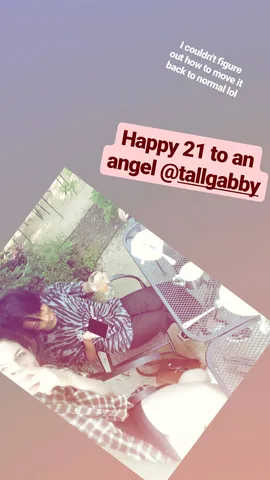 I couldn't figure
out how to move it
back to normal lol
Happy 21 to an
angel @tallgabby